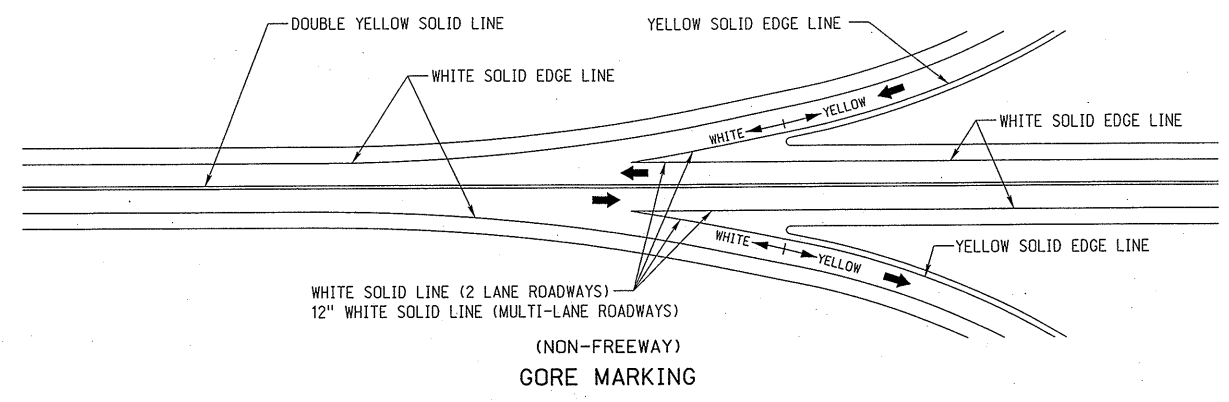 DOUBLE YELLOW SOLID LINE
YELLOW SOLID EDGE LINE
WHITE SOLID EDGE LINE
WHITE
YELLOW
WHITE SOLID EDGE LINE
WHITE
YELLOW
YELLOW SOLID EDGE LINE
WHITE SOLID LINE (2 LANE ROADWAYS)
12" WHITE SOLID LINE (MULTI-LANE ROADWAYS)
(NON-FREEWAY)
GORE MARKING